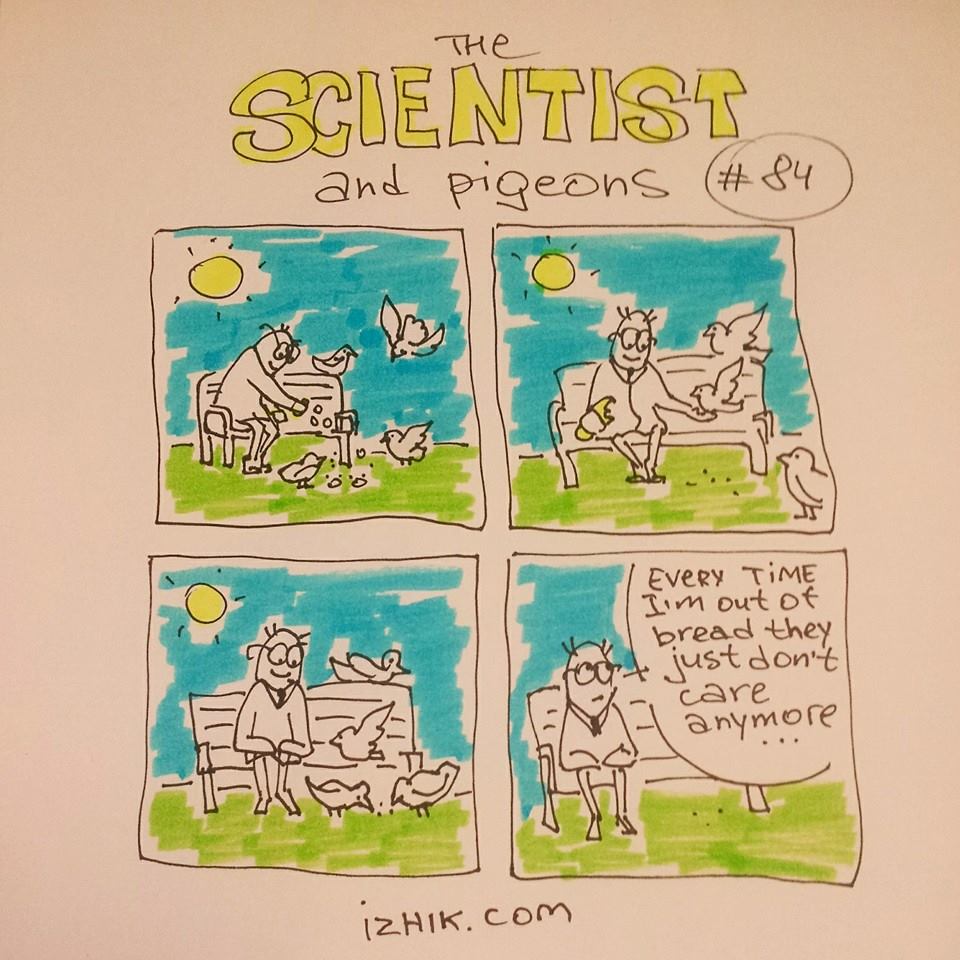 THE
SCIENTIST
and pigeons
#84
EVERY TIME
I'm out of
bread they
just don't
care
anymore
...
izhik.com